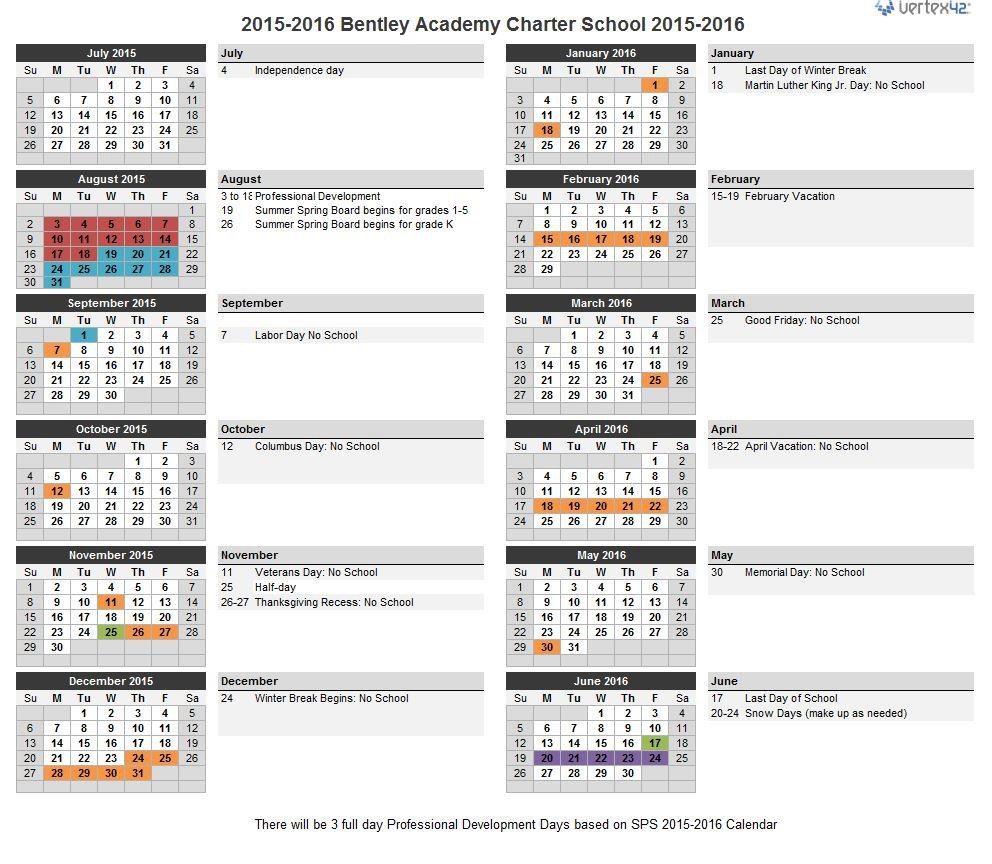 vertex42
2015-2016 Bentley Academy Charter School 2015-2016
July 2015
Su M Tu W Th F Sa
1 2 3 4
5 6 7 8 9 10 11
12 13 14 15 16 17 18
19 20 21 22 23 24 25
26 27 28 29 30 31
July
4 Independence day
January 2016
Su M Tu W Th F Sa
1 2
3 4 5 6 7 8 9
10 11 12 13 14 15 16
17 18 19 20 21 22 23
24 25 26 27 28 29 30
31
January
1 Last Day of Winter Break
18 Martin Luther King Jr. Day: No School
August 2015
Su M Tu W Th F Sa
1
2 3 4 5 6 7 8
9 10 11 12 13 14 15
16 17 18 19 20 21 22
23 24 25 26 27 28 29
30 31
August
3 to 18 Professional Development
19 Summer Spring Board begins for grades 1-5
26 Summer Spring Board begins for grade K
February 2016
Su M Tu W Th F Sa
1 2 3 4 5 6
7 8 9 10 11 12 13
14 15 16 17 18 19 20
21 22 23 24 25 26 27
28 29
February
15-19 February Vacation
September 2015
Su M Tu W Th F Sa
1 2 3 4 5
6 7 8 9 10 11 12
13 14 15 16 17 18 19
20 21 22 23 24 25 26
27 28 29 30
September
7 Labor Day No School
March 2016
Su M Tu W Th F Sa
1 2 3 4 5
6 7 8 9 10 11 12
13 14 15 16 17 18 19
20 21 22 23 24 25 26
27 28 29 30 31
March
25 Good Friday: No School
October 2015
Su M Tu W Th F Sa
1 2 3
4 5 6 7 8 9 10
11 12 13 14 15 16 17
18 19 20 21 22 23 24
25 26 27 28 29 30 31
October
12 Columbus Day: No School
April 2016
Su M Tu W Th F Sa
1 2
3 4 5 6 7 8 9
10 11 12 13 14 15 16
17 18 19 20 21 22 23
24 25 26 27 28 29 30
April
18-22 April Vacation: No School
November 2015
Su M Tu W Th F Sa
1 2 3 4 5 6 7
8 9 10 11 12 13 14
15 16 17 18 19 20 21
22 23 24 25 26 27 28
29 30
November
11 Veterans Day: No School
25 Half-day
26-27 Thanksgiving Recess: No School
May 2016
Su M Tu W Th F Sa
1 2 3 4 5 6 7
8 9 10 11 12 13 14
15 16 17 18 19 20 21
22 23 24 25 26 27 28
29 30 31
May
30 Memorial Day: No School
December 2015
Su M Tu W Th F Sa
1 2 3 4 5
6 7 8 9 10 11 12
13 14 15 16 17 18 19
20 21 22 23 24 25 26
27 28 29 30 31
December
24 Winter Break Begins: No School
June 2016
Su M Tu W Th F Sa
1 2 3 4
5 6 7 8 9 10 11
12 13 14 15 16 17 18
19 20 21 22 23 24 25
26 27 28 29 30
June
17 Last Day of School
20-24 Snow Days (make up as needed)
There will be 3 full day Professional Development Days based on SPS 2015-2016 Calendar